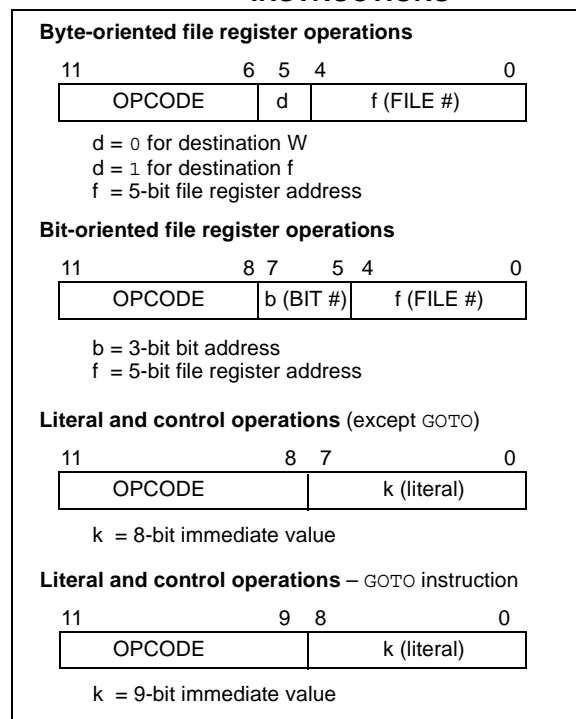 INSTRUCTIONS
Byte-oriented file register operations
11 6 5 4 0
OPCODE d f (FILE #)
d = 0 for destination W
d = 1 for destination f
f = 5-bit file register address
Bit-oriented file register operations
11 8 7 5 4 0
OPCODE b (BIT #) f (FILE #)
b = 3-bit bit address
f = 5-bit file register address
Literal and control operations (except GOTO)
11 8 7 0
OPCODE k (literal)
k = 8-bit immediate value
Literal and control operations – GOTO instruction
11 9 8 0
OPCODE k (literal)
k = 9-bit immediate value